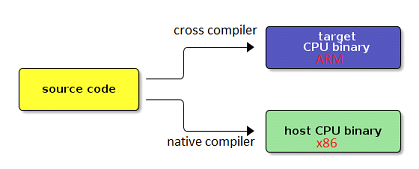 cross compiler
target
CPU binary
ARM
source code
native compiler
host CPU binary
x86